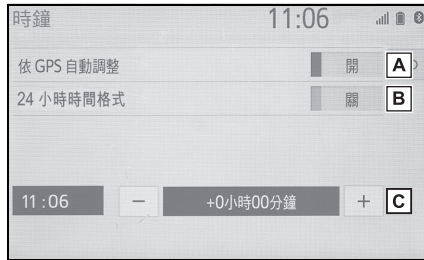 時鐘 11:06
依 GPS 自動調整 開 A
24 小時時間格式 關 B
11 :06 − +0小時00分鐘 + C